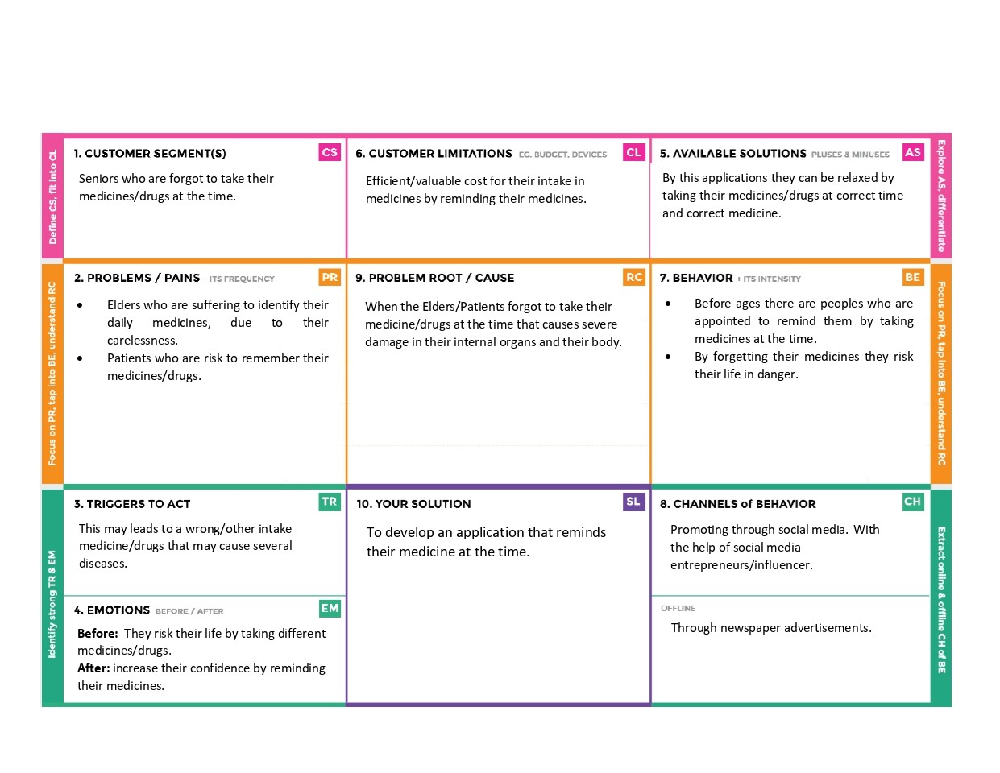 Define CS, fit into CL
1. CUSTOMER SEGMENT(S)
CS
Seniors who are forgot to take their
medicines/drugs at the time.
6. CUSTOMER LIMITATIONS EG. BUDGET, DEVICES
CL
Efficient/valuable cost for their intake in
medicines by reminding their medicines.
5. AVAILABLE SOLUTIONS PLUSES & MINUSES
AS
By this applications they can be relaxed by
taking their medicines/drugs at correct time
and correct medicine.
Explore AS, differentiate
Focus on PR, tap into BE, understand RC
2. PROBLEMS / PAINS + ITS FREQUENCY
PR
• Elders who are suffering to identify their
daily medicines, due to their
carelessness.
• Patients who are risk to remember their
medicines/drugs.
9. PROBLEM ROOT / CAUSE
RC
When the Elders/Patients forgot to take their
medicine/drugs at the time that causes severe
damage in their internal organs and their body.
7. BEHAVIOR + ITS INTENSITY
BE
• Before ages there are peoples who are
appointed to remind them by taking
medicines at the time.
• By forgetting their medicines they risk
their life in danger.
Focus on PR, tap into BE, understand RC
Identify strong TR & EM
3. TRIGGERS TO ACT
TR
This may leads to a wrong/other intake
medicine/drugs that may cause several
diseases.
4. EMOTIONS BEFORE / AFTER
EM
Before: They risk their life by taking different
medicines/drugs.
After: increase their confidence by reminding
their medicines.
10. YOUR SOLUTION
SL
To develop an application that reminds
their medicine at the time.
8. CHANNELS of BEHAVIOR
CH
Promoting through social media. With
the help of social media
entrepreneurs/influencer.
OFFLINE
Through newspaper advertisements.
Extract online & offline CH of BE